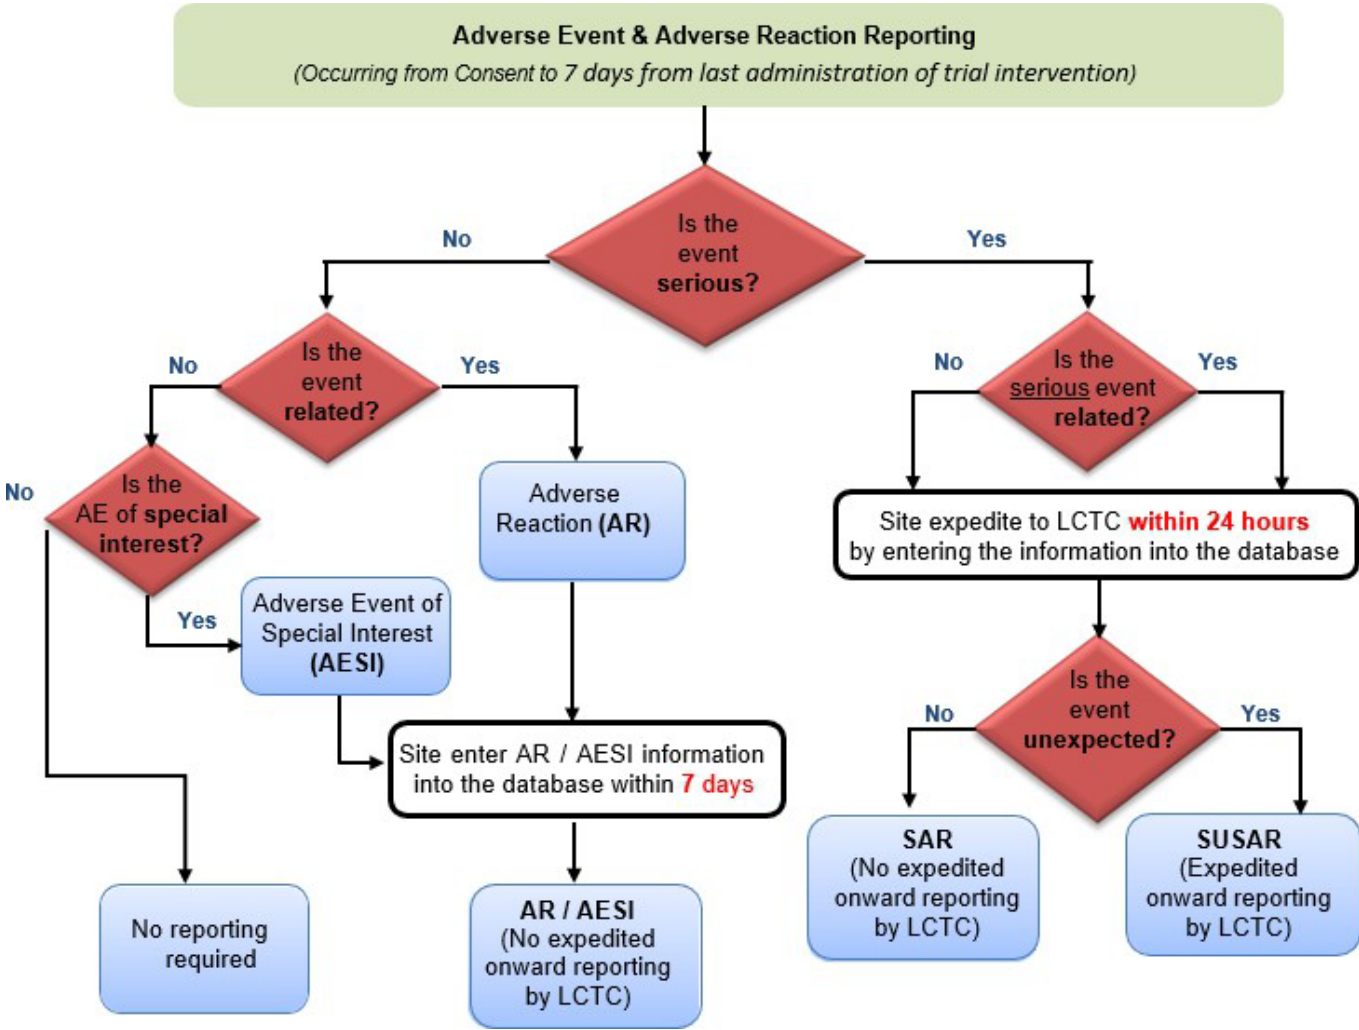 Adverse Event & Adverse Reaction Reporting
(Occurring from Consent to 7 days from last administration of trial intervention)
Is the
event
serious?
No
Yes
Is the
event
related?
No
Yes
Is the
serious event
related?
No
Yes
Is the
AE of special
interest?
No
Yes
Adverse
Reaction (AR)
Site expedite to LCTC within 24 hours
by entering the information into the database
Adverse Event of
Special Interest
(AESI)
Is the
event
unexpected?
No
Yes
Site enter AR / AESI information
into the database within 7 days
No reporting
required
AR / AESI
(No expedited
onward reporting
by LCTC)
SAR
(No expedited
onward reporting
by LCTC)
SUSAR
(Expedited
onward reporting
by LCTC)